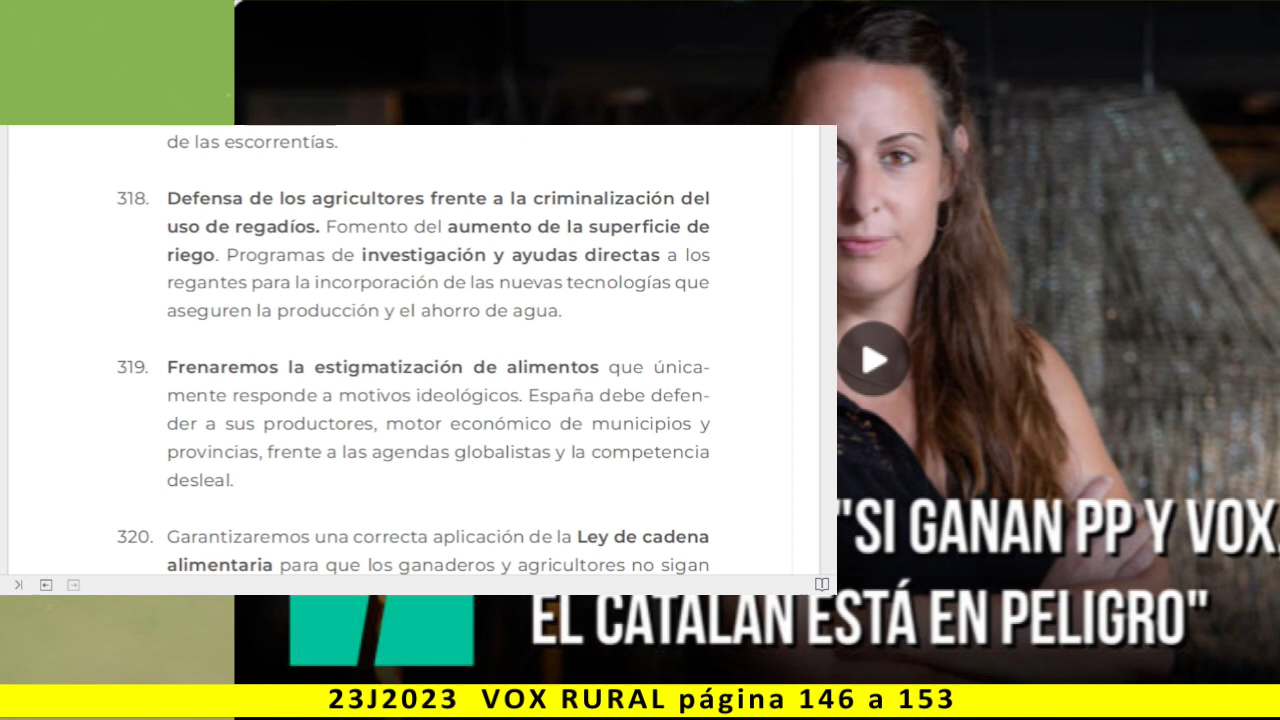 de las escorrentías.
318. Defensa de los agricultores frente a la criminalización del
uso de regadíos. Fomento del aumento de la superficie de
riego. Programas de investigación y ayudas directas a los
regantes para la incorporación de las nuevas tecnologías que
aseguren la producción y el ahorro de agua.
319. Frenaremos la estigmatización de alimentos que única-
mente responde a motivos ideológicos. España debe defen-
der a sus productores, motor económico de municipios y
provincias, frente a las agendas globalistas y la competencia
desleal.
320. Garantizaremos una correcta aplicación de la Ley de cadena
alimentaria para que los ganaderos y agricultores no sigan
"SI GANAN PP Y VOX
EL CATALÁN ESTÁ EN PELIGRO"
23J2023 VOX RURAL página 146 a 153